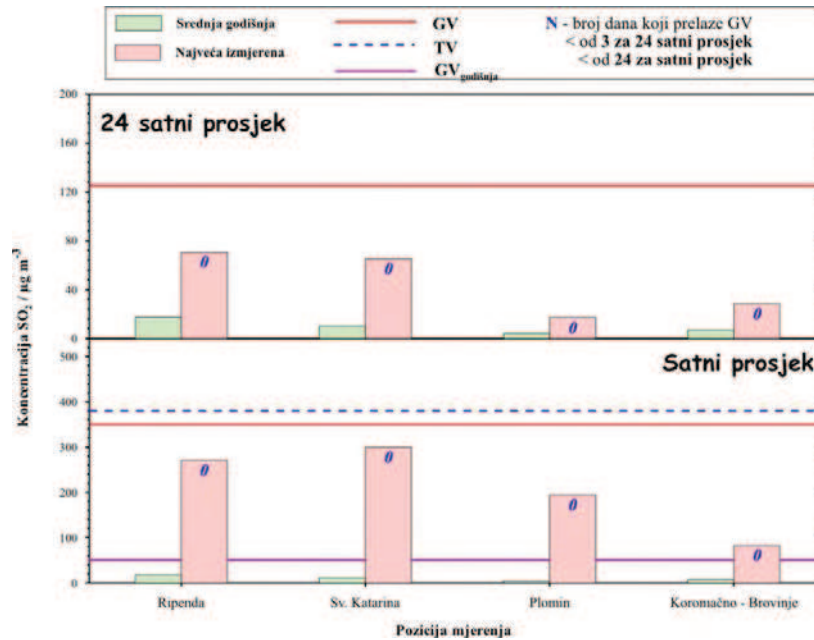 Srednja godišnja
Najveća izmjerena
GV
TV
GVgodišnja
N - broj dana koji prelaze GV
< od 3 za 24 satni prosjek
< od 24 za satni prosjek
Koncentracija SO2 / µg m-3
200
160
120
80
40
0
24 satni prosjek
0
0
0
0
500
400
300
200
100
0
Satni prosjek
0
0
0
0
Ripenda
Sv. Katarina
Plomin
Koromačno - Brovinje
Pozicija mjerenja